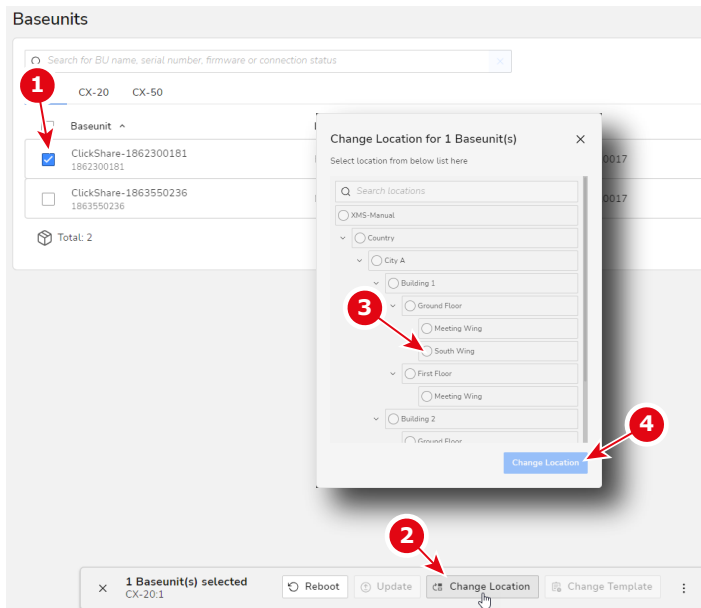 Baseunits
Search for BU name, serial number, firmware or connection status
1
CX-20 CX-50
Baseunit
ClickShare-1862300181
1862300181
0017
ClickShare-1863550236
1863550236
0017
Total: 2
Change Location for 1 Baseunit(s)
Select location from below list here
Search locations
XMS-Manual
Country
City A
Building 1
3
Ground Floor
Meeting Wing
South Wing
First Floor
Meeting Wing
Building 2
Ground Floor
4
Change Location
2
1 Baseunit(s) selected
CX-20:1
Reboot
Update
Change Location
Change Template